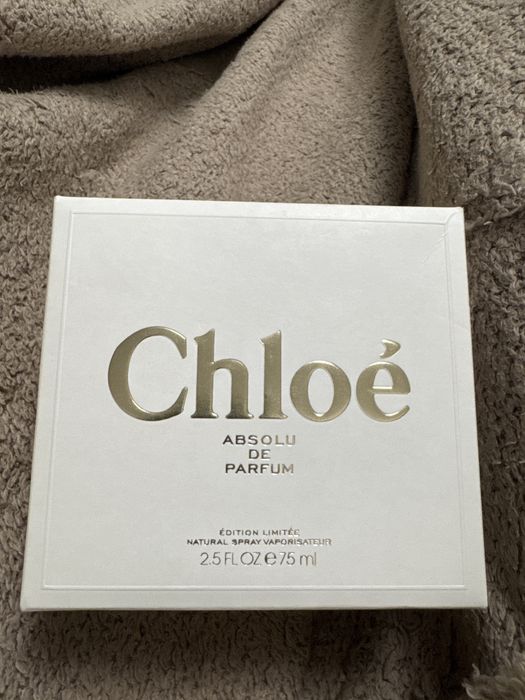 Chloé
ABSOLU
DE
PARFUM
ÉDITION LIMITÉE
NATURAL SPRAY VAPORISATEUR
2.5 FL OZ e 75 ml